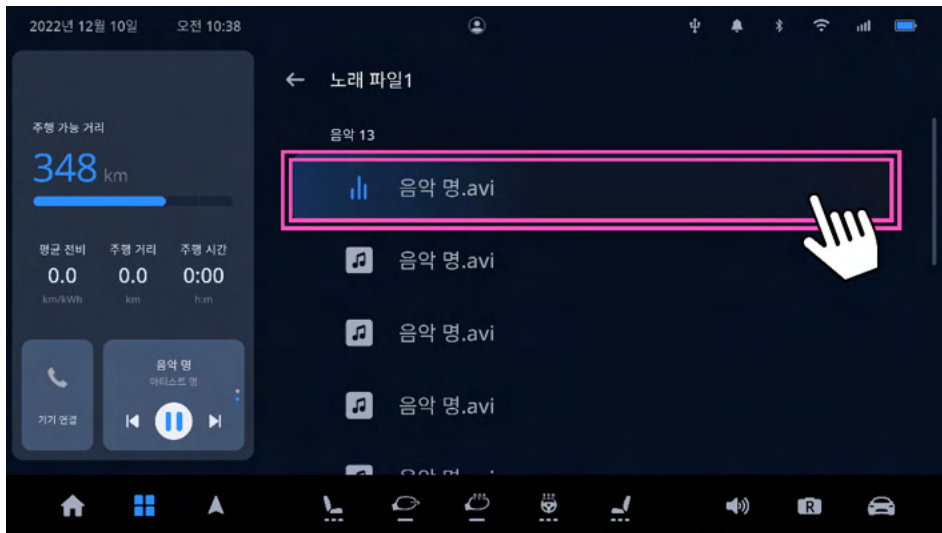 2022년 12월 10일 오전 10:38
← 노래 파일1
음악 13
음악 명.avi
음악 명.avi
음악 명.avi
음악 명.avi
주행 가능 거리
348 km
평균 전비 주행 거리 주행 시간
0.0 0.0 0:00
km/kWh km h:m
기기 연결
음악 명
아티스트 명
R